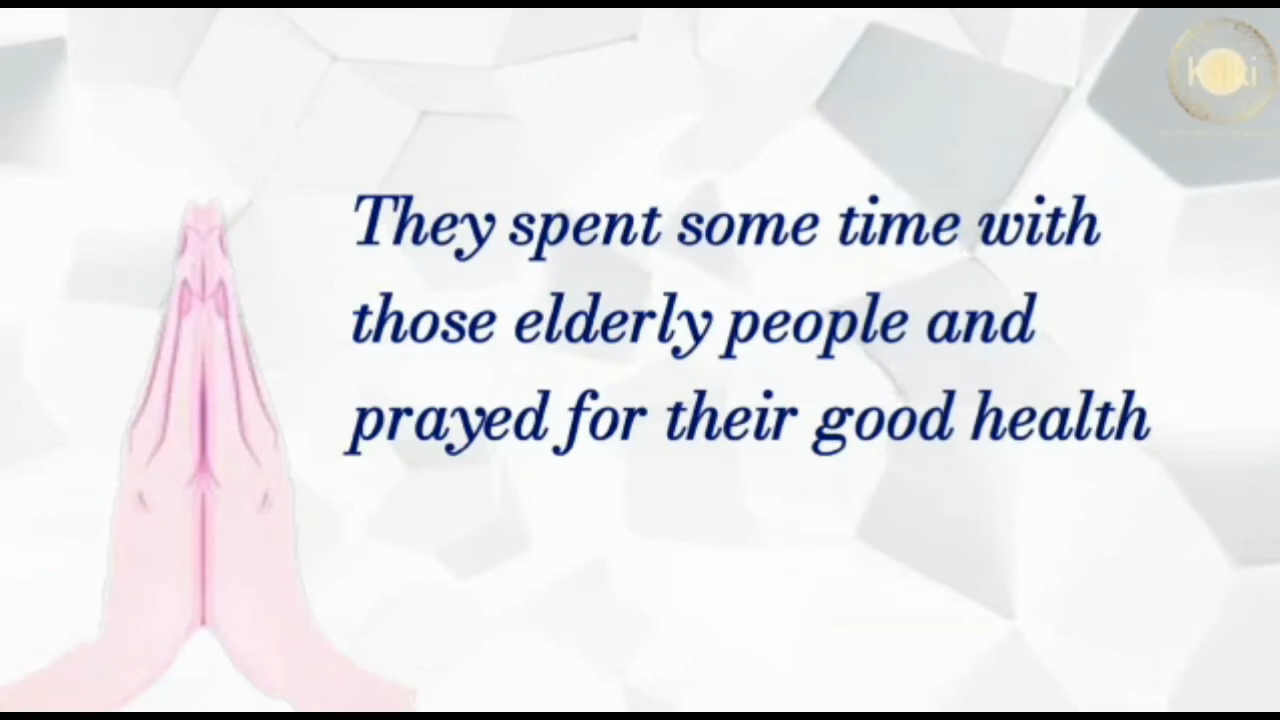 They spent some time with
those elderly people and
prayed for their good health